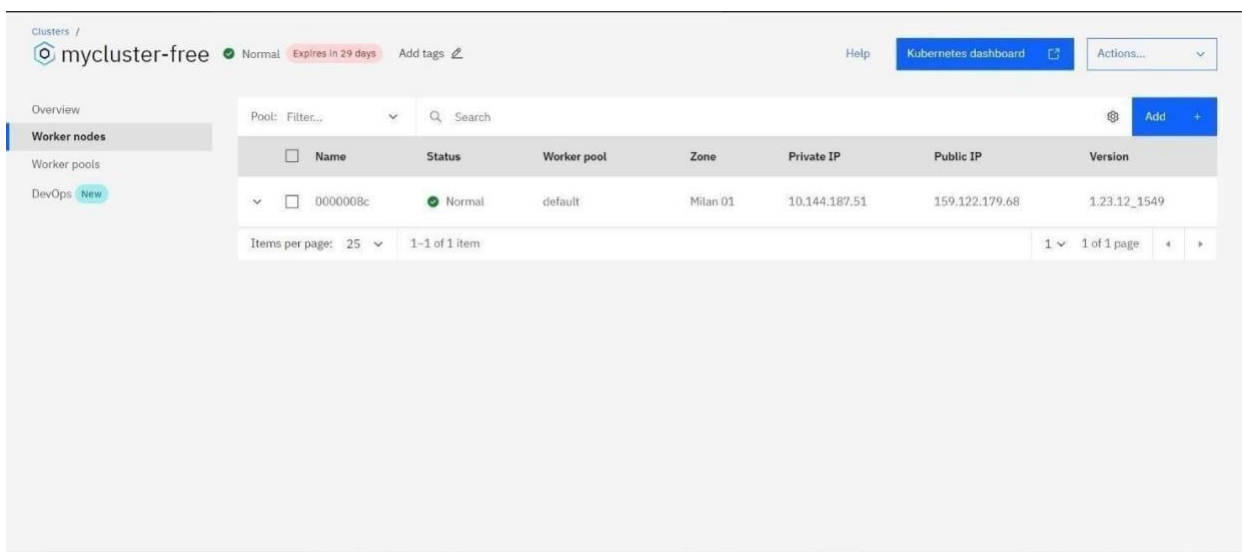 Clusters /
mycluster-free Normal Expires in 29 days Add tags Help Kubernetes dashboard Actions...
Overview
Worker nodes
Worker pools
DevOps New
Pool: Filter... Search Add +
Name Status Worker pool Zone Private IP Public IP Version
0000008c Normal default Milan 01 10.144.187.51 159.122.179.68 1.23.12_1549
Items per page: 25 1–1 of 1 item 1 1 of 1 page